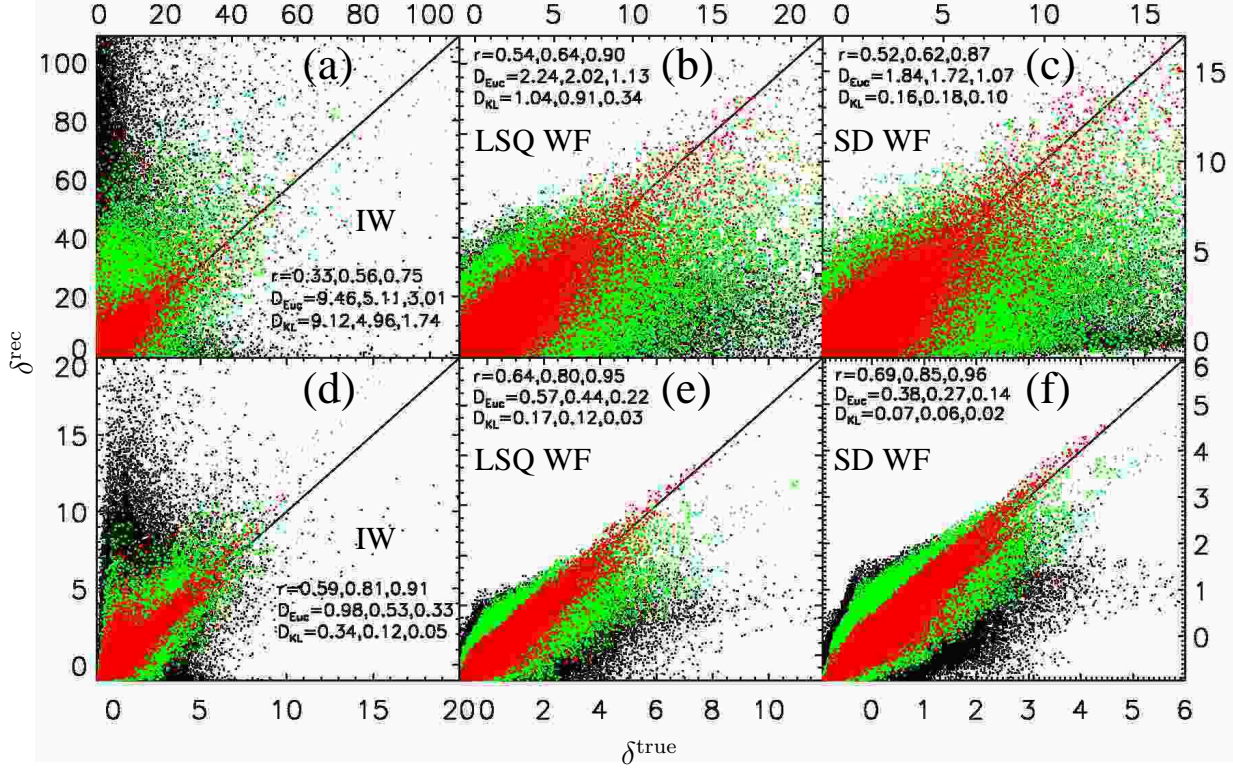 0 20 40 60 80 100 0 5 10 15 20 0 5 10 15
100
80
60
40
20
0
(a)
IW
r=0.33,0.56,0.75
D_Euc=9.46,5.11,3.01
D_KL=9.12,4.96,1.74
r=0.54,0.64,0.90
D_Euc=2.24,2.02,1.13
D_KL=1.04,0.91,0.34
(b)
LSQ WF
r=0.52,0.62,0.87
D_Euc=1.84,1.72,1.07
D_KL=0.16,0.18,0.10
(c)
SD WF
15
10
5
0
δ^rec
20
15
10
5
0
(d)
IW
r=0.59,0.81,0.91
D_Euc=0.98,0.53,0.33
D_KL=0.34,0.12,0.05
r=0.64,0.80,0.95
D_Euc=0.57,0.44,0.22
D_KL=0.17,0.12,0.03
(e)
LSQ WF
r=0.69,0.85,0.96
D_Euc=0.38,0.27,0.14
D_KL=0.07,0.06,0.02
(f)
SD WF
6
5
4
3
2
1
0
0 5 10 15 20 0 2 4 6 8 10 0 1 2 3 4 5 6
δ^true